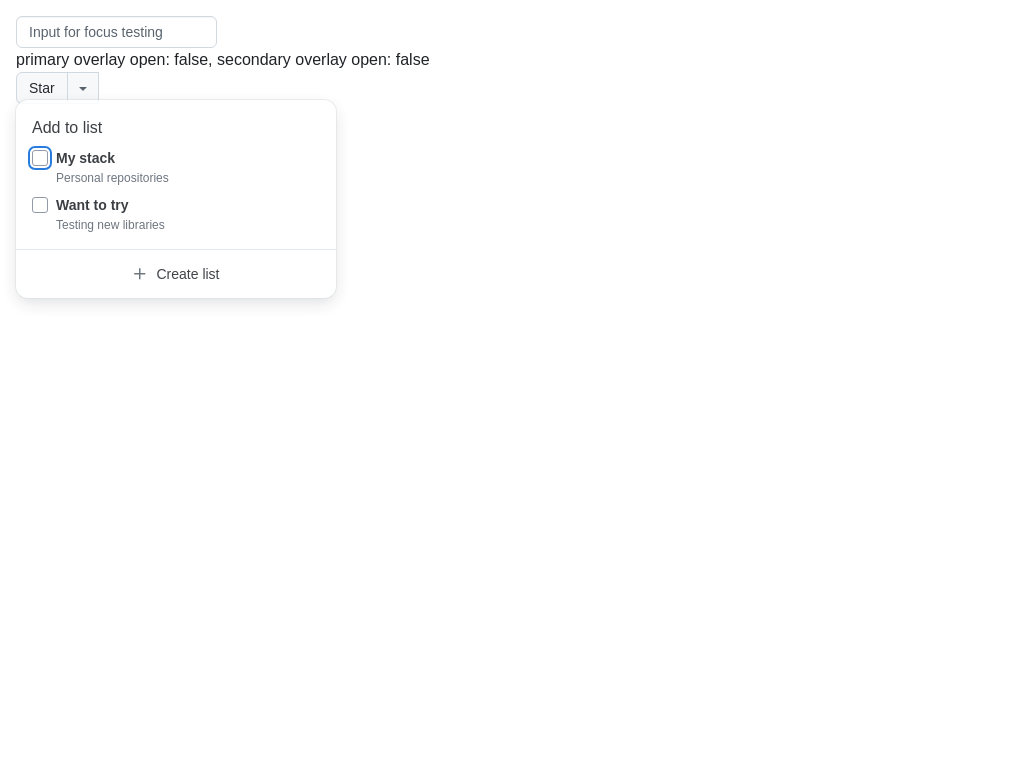 Input for focus testing
primary overlay open: false, secondary overlay open: false
Star
Add to list
My stack
Personal repositories
Want to try
Testing new libraries
Create list